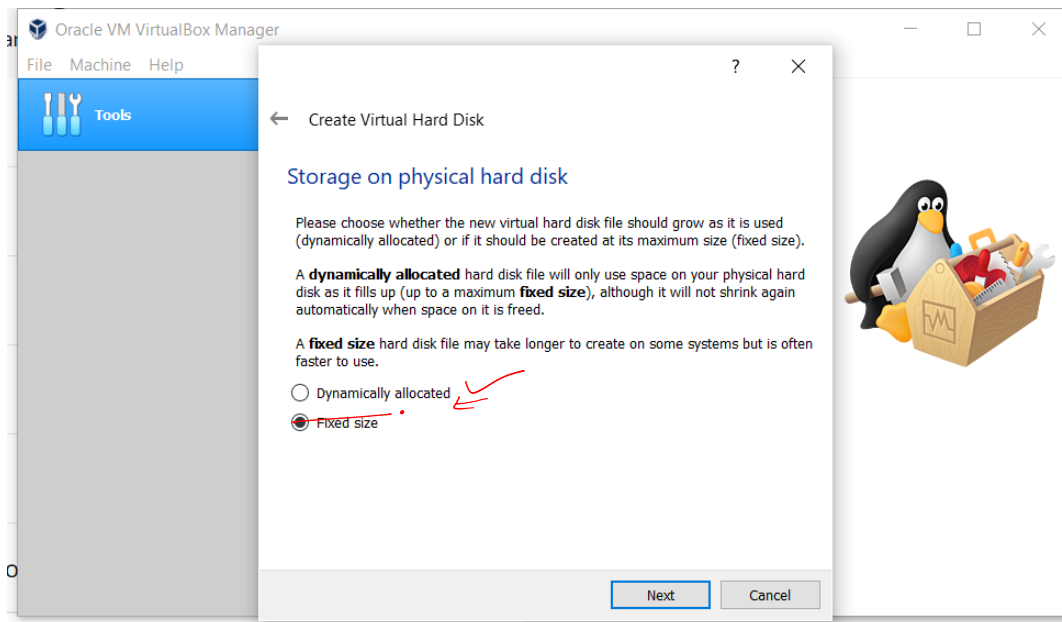 Oracle VM VirtualBox Manager
File Machine Help
Tools
?
Create Virtual Hard Disk
Storage on physical hard disk
Please choose whether the new virtual hard disk file should grow as it is used
(dynamically allocated) or if it should be created at its maximum size (fixed size).
A dynamically allocated hard disk file will only use space on your physical hard
disk as it fills up (up to a maximum fixed size), although it will not shrink again
automatically when space on it is freed.
A fixed size hard disk file may take longer to create on some systems but is often
faster to use.
Dynamically allocated
Fixed size
Next Cancel